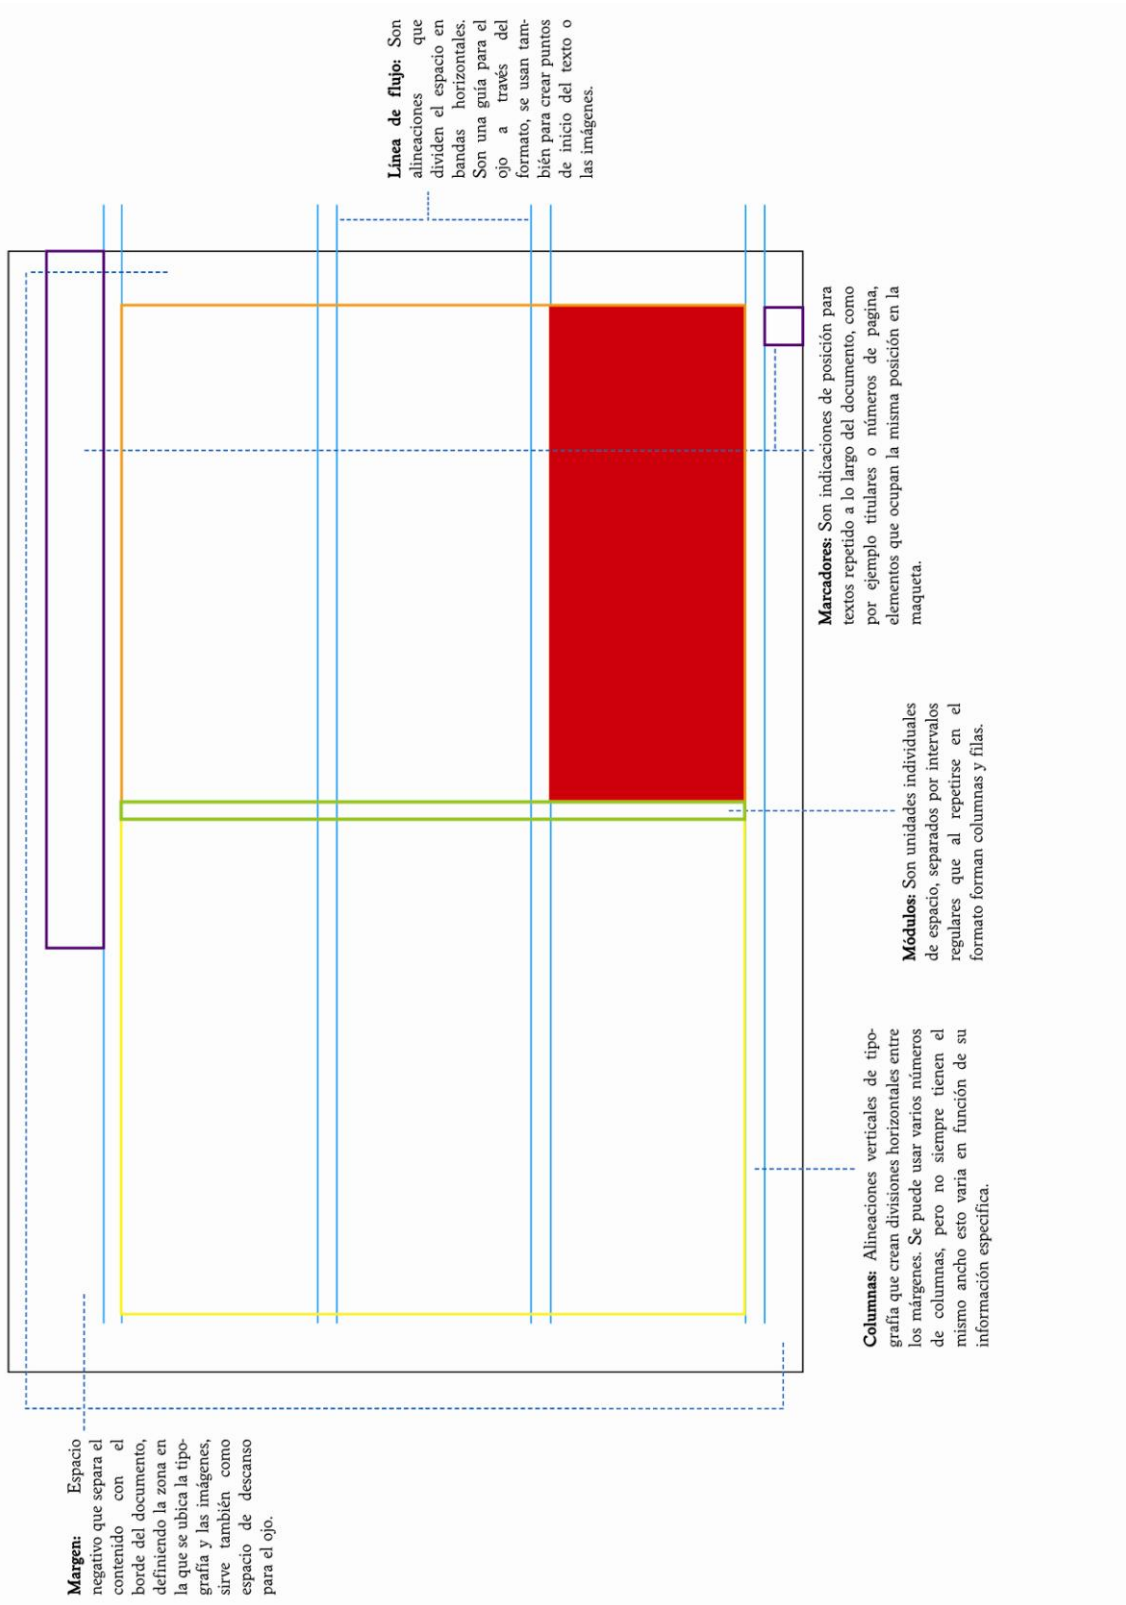 Margen: Espacio
negativo que separa el
contenido con el
borde del documento,
definiendo la zona en
la que se ubica la tipo-
grafía y las imágenes,
sirve también como
espacio de descanso
para el ojo.
Columnas: Alineaciones verticales de tipo-
grafía que crean divisiones horizontales entre
los márgenes. Se puede usar varios números
de columnas, pero no siempre tienen el
mismo ancho esto varia en función de su
información especifica.
Módulos: Son unidades individuales
de espacio, separados por intervalos
regulares que al repetirse en el
formato forman columnas y filas.
Marcadores: Son indicaciones de posición para
textos repetido a lo largo del documento, como
por ejemplo titulares o números de pagina,
elementos que ocupan la misma posición en la
maqueta.
Línea de flujo: Son
alineaciones que
dividen el espacio en
bandas horizontales.
Son una guía para el
ojo a través del
formato, se usan tam-
bién para crear puntos
de inicio del texto o
las imágenes.